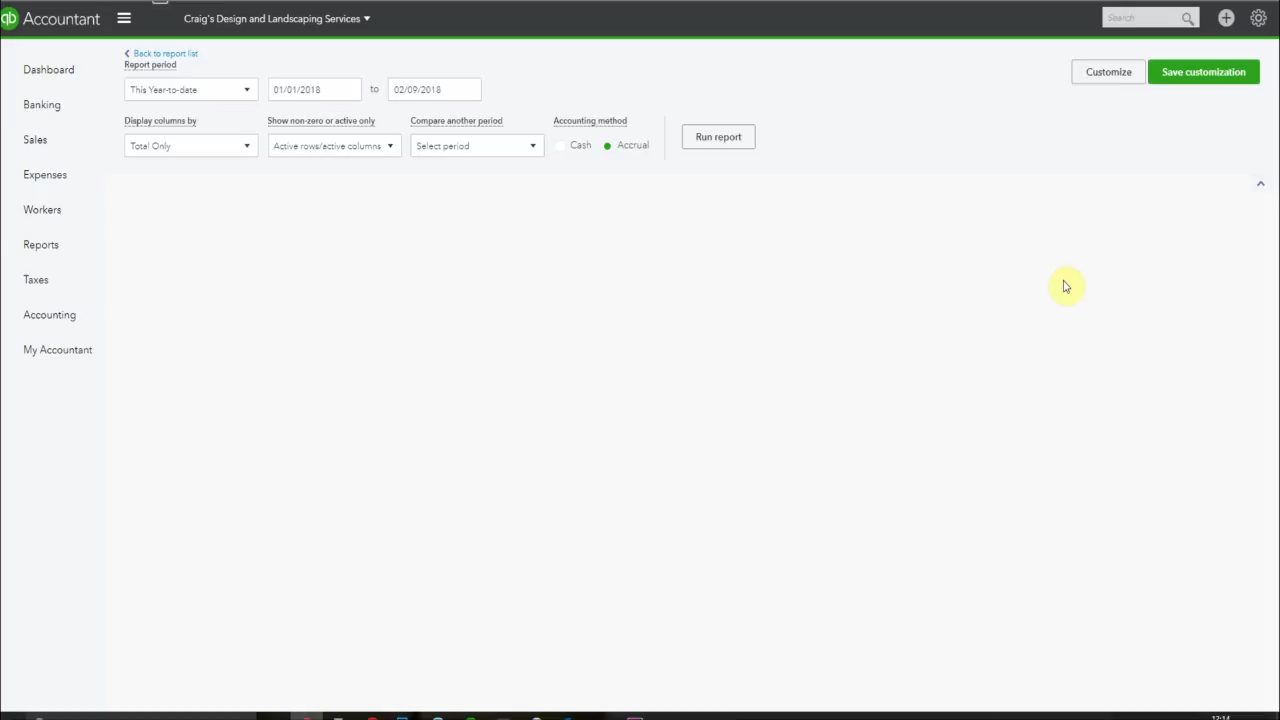 qb Accountant
Craig's Design and Landscaping Services
Search
Dashboard
Banking
Sales
Expenses
Workers
Reports
Taxes
Accounting
My Accountant
Back to report list
Report period
This Year-to-date 01/01/2018 to 02/09/2018
Customize Save customization
Display columns by Show non-zero or active only Compare another period Accounting method
Total Only Active rows/active columns Select period Cash Accrual
Run report
12:14